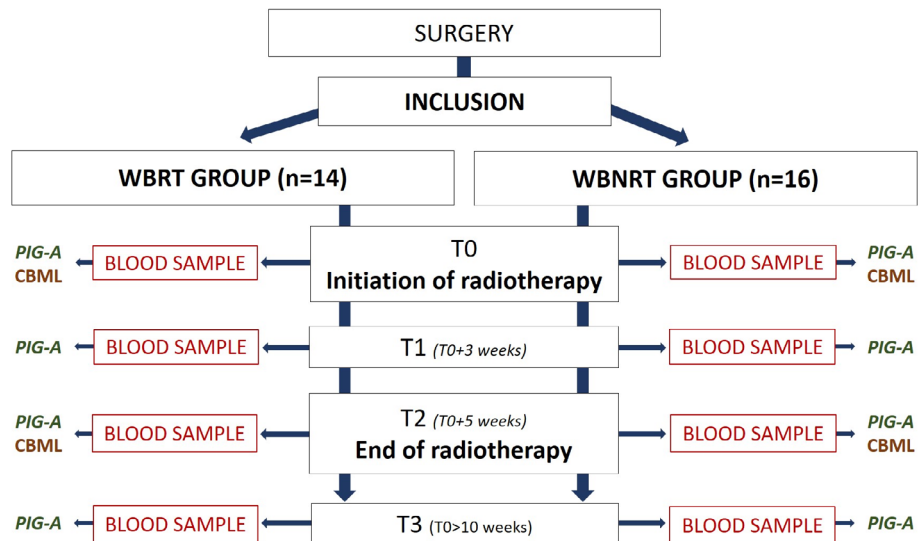 SURGERY
INCLUSION
WBRT GROUP (n=14)
WBNRT GROUP (n=16)
PIG-A
CBML
BLOOD SAMPLE
T0
Initiation of radiotherapy
BLOOD SAMPLE
PIG-A
CBML
PIG-A
BLOOD SAMPLE
T1 (T0+3 weeks)
BLOOD SAMPLE
PIG-A
PIG-A
CBML
BLOOD SAMPLE
T2 (T0+5 weeks)
End of radiotherapy
BLOOD SAMPLE
PIG-A
CBML
PIG-A
BLOOD SAMPLE
T3 (T0>10 weeks)
BLOOD SAMPLE
PIG-A